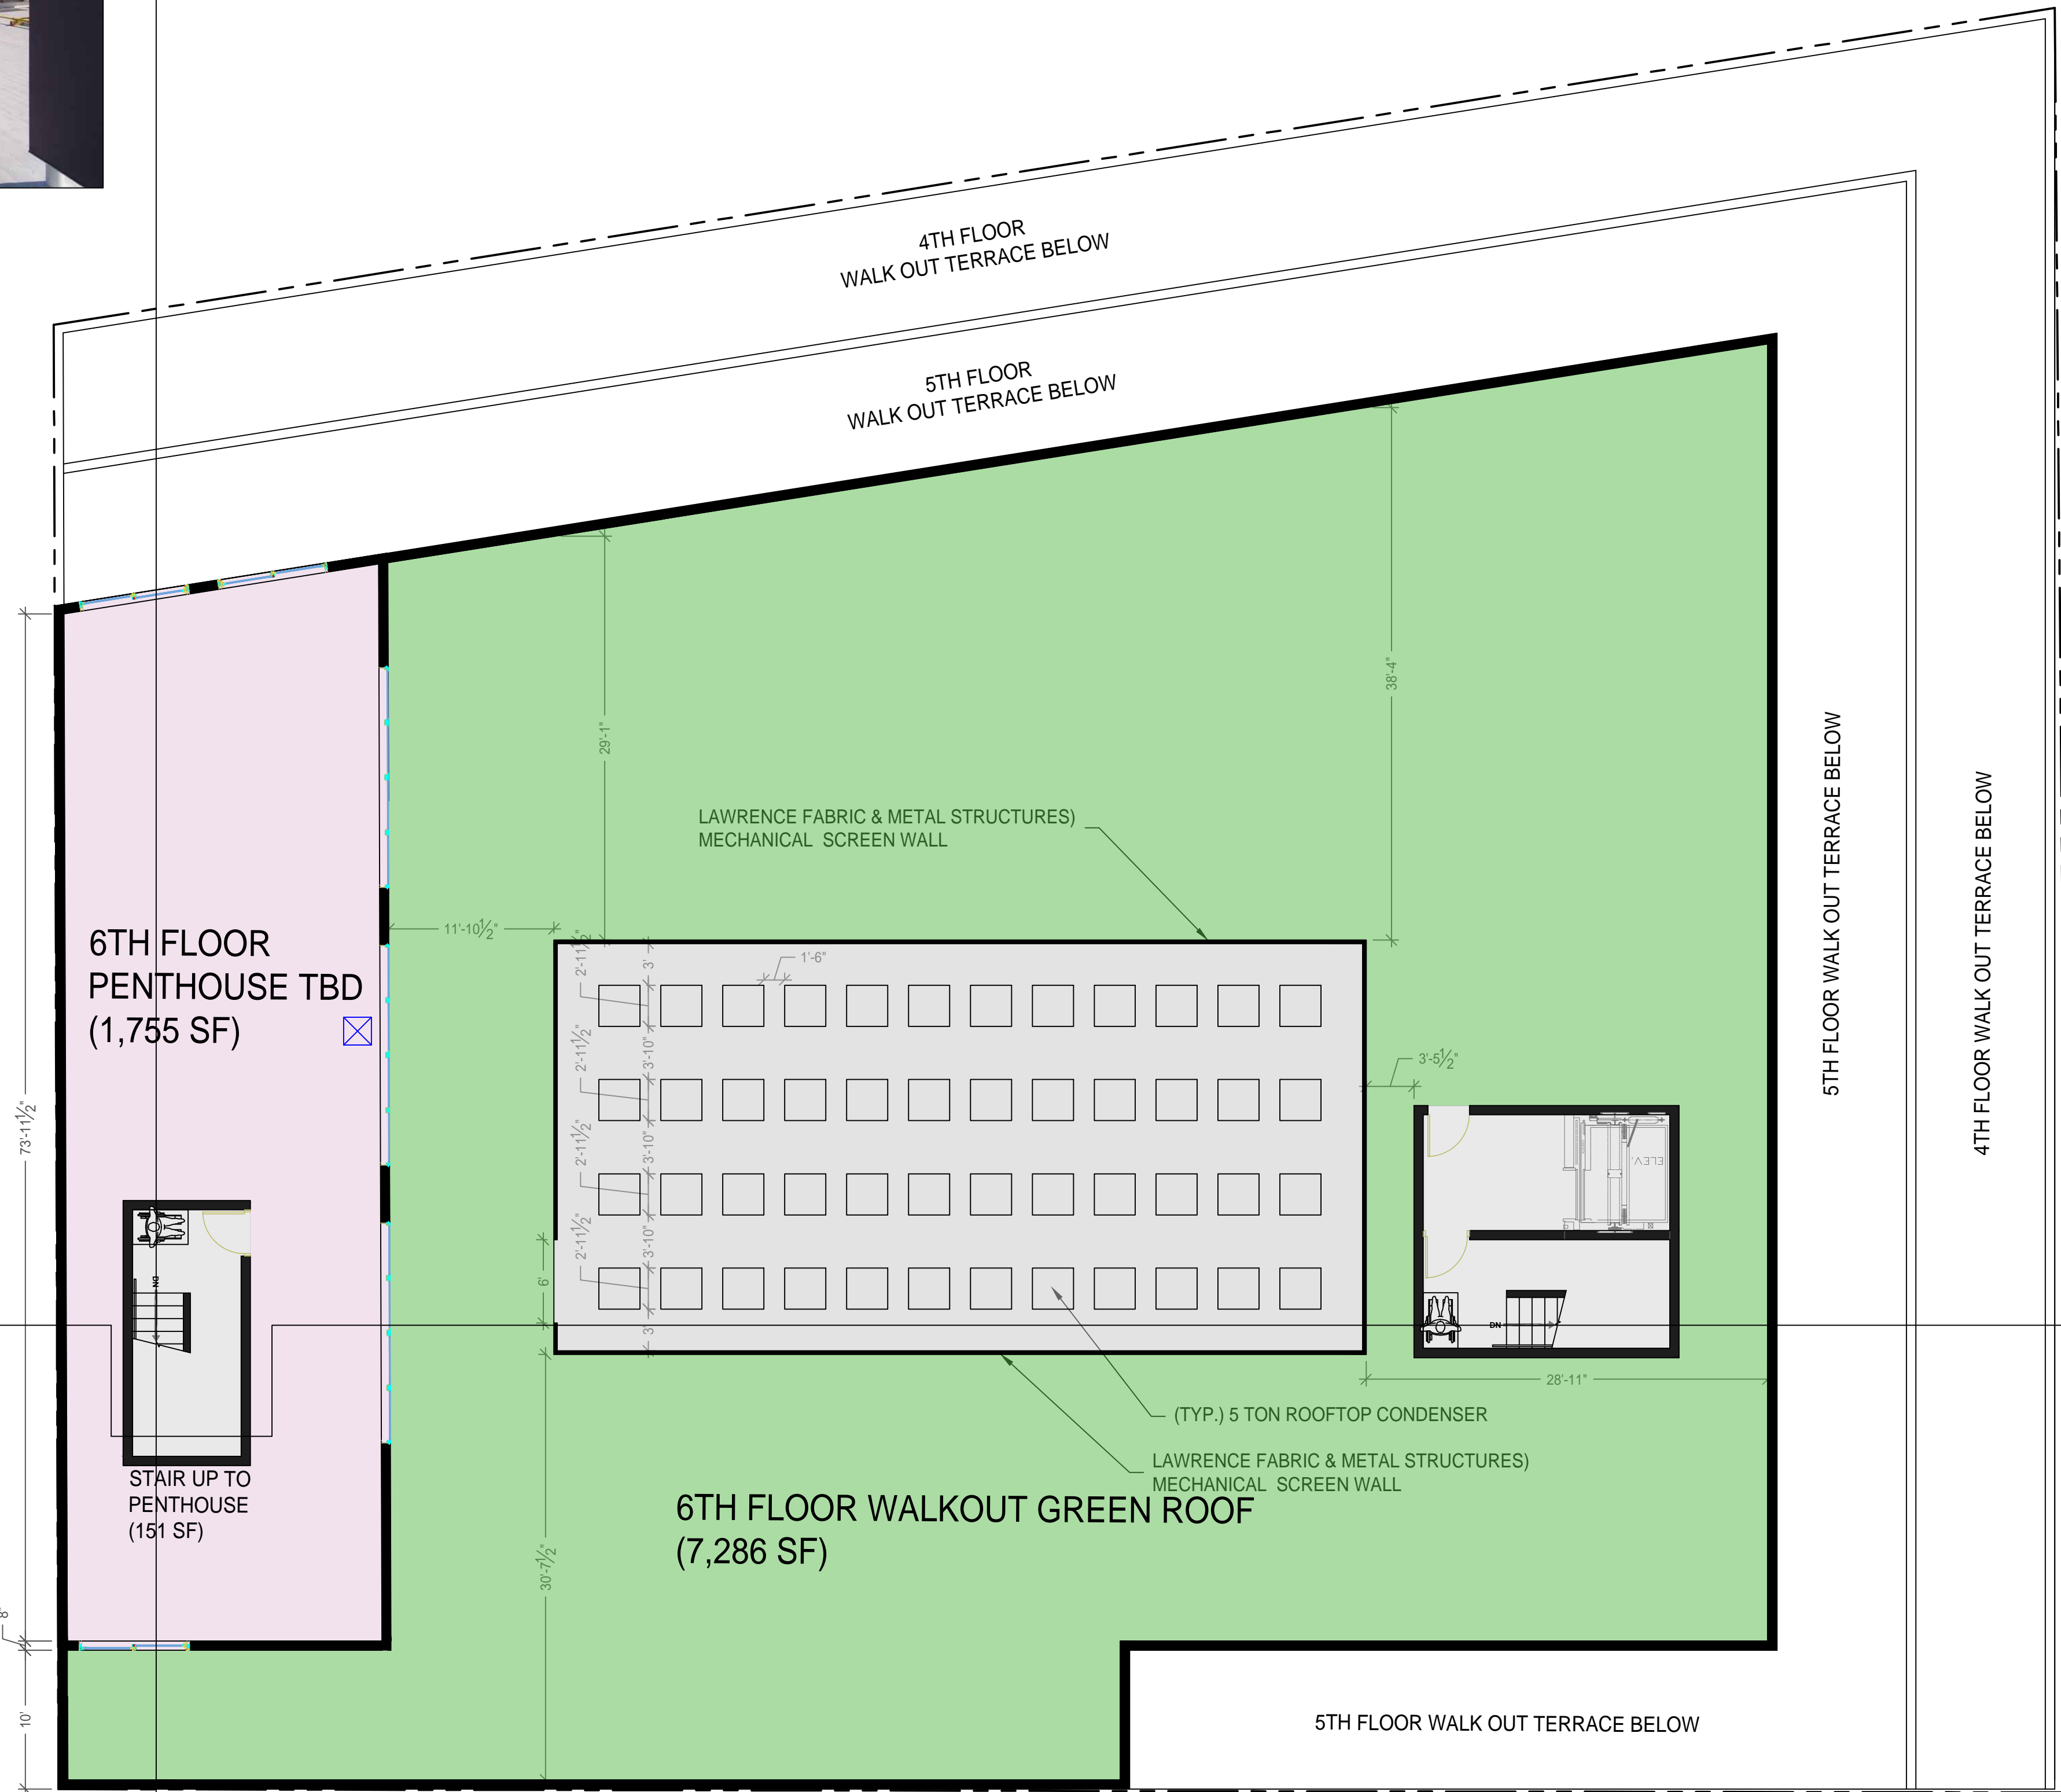 4TH FLOOR
WALK OUT TERRACE BELOW
5TH FLOOR
WALK OUT TERRACE BELOW
29'-1"
38'-4"
LAWRENCE FABRIC & METAL STRUCTURES)
MECHANICAL SCREEN WALL
5TH FLOOR WALK OUT TERRACE BELOW
4TH FLOOR WALK OUT TERRACE BELOW
6TH FLOOR
PENTHOUSE TBD
(1,755 SF)
11'-10½"
2'-11½"
3'
1'-6"
2'-11½"
3'-10"
2'-11½"
3'-10"
2'-11½"
3'-10"
6'
3'
3'-5½"
ELEV.
DN
DN
73'-11½"
28'-11"
(TYP.) 5 TON ROOFTOP CONDENSER
LAWRENCE FABRIC & METAL STRUCTURES)
MECHANICAL SCREEN WALL
STAIR UP TO
PENTHOUSE
(151 SF)
6TH FLOOR WALKOUT GREEN ROOF
(7,286 SF)
30'-7½"
8"
10'
5TH FLOOR WALK OUT TERRACE BELOW